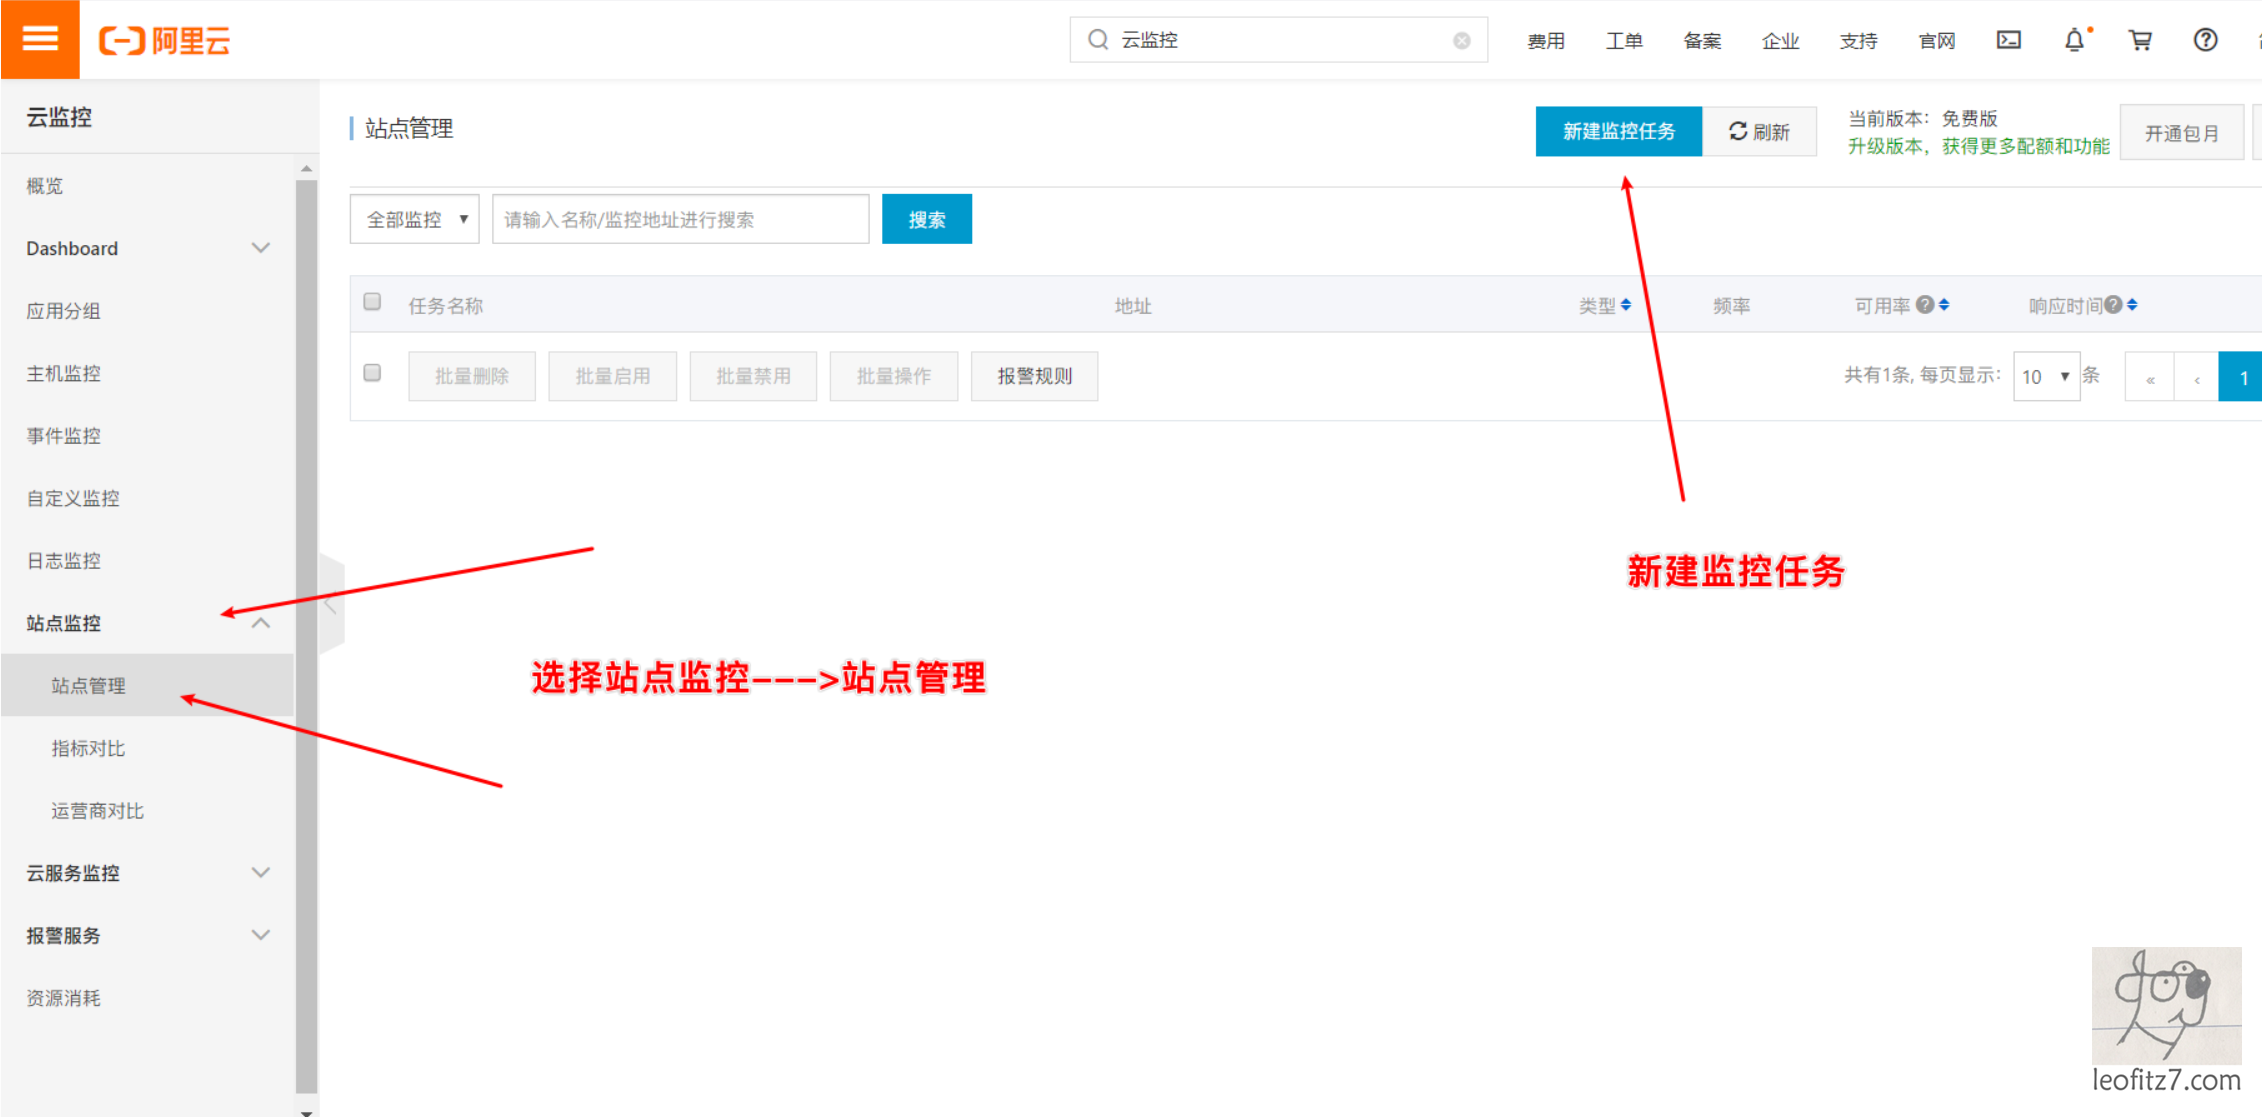 阿里云
云监控
费用 工单 备案 企业 支持 官网
云监控
站点管理
新建监控任务 刷新
当前版本：免费版
升级版本，获得更多配额和功能
开通包月
概览
Dashboard
应用分组
主机监控
事件监控
自定义监控
日志监控
站点监控
站点管理
指标对比
运营商对比
云服务监控
报警服务
资源消耗
全部监控 请输入名称/监控地址进行搜索 搜索
任务名称 地址 类型 频率 可用率 响应时间
批量删除 批量启用 批量禁用 批量操作 报警规则
共有1条, 每页显示: 10 条 « ‹ 1
新建监控任务
选择站点监控--->站点管理
dog
leofitz7.com